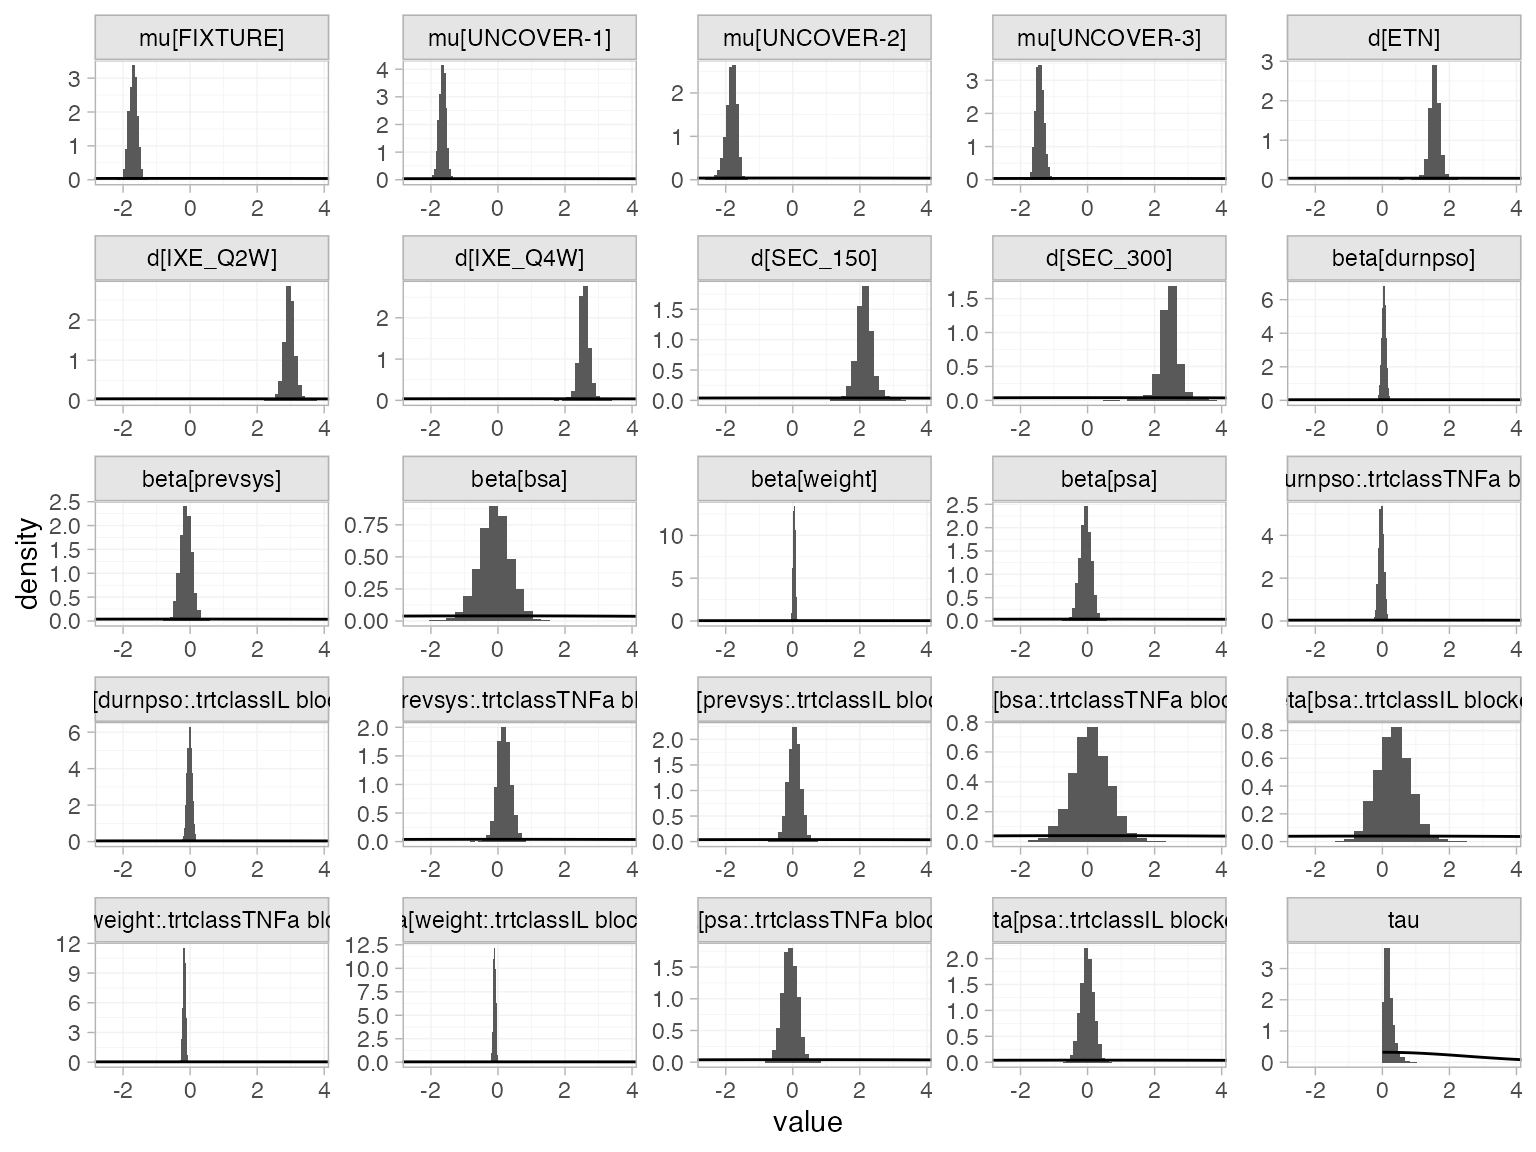 mu[FIXTURE] mu[UNCOVER-1] mu[UNCOVER-2] mu[UNCOVER-3] d[ETN]
3 2 1 0
4 3 2 1 0
2 1 0
3 2 1 0
3 2 1 0
-2 0 2 4 -2 0 2 4 -2 0 2 4 -2 0 2 4 -2 0 2 4
d[IXE_Q2W] d[IXE_Q4W] d[SEC_150] d[SEC_300] beta[durnpso]
2 1 0
2 1 0
1.5 1.0 0.5 0.0
1.5 1.0 0.5 0.0
6 4 2 0
-2 0 2 4 -2 0 2 4 -2 0 2 4 -2 0 2 4 -2 0 2 4
beta[prevsys] beta[bsa] beta[weight] beta[psa] urnpso:.trtclassTNFa b
2.5 2.0 1.5 1.0 0.5 0.0
0.75 0.50 0.25 0.00
10 5 0
2.5 2.0 1.5 1.0 0.5 0.0
4 2 0
-2 0 2 4 -2 0 2 4 -2 0 2 4 -2 0 2 4 -2 0 2 4
density
[durnpso:.trtclassIL bloc revsys:.trtclassTNFa bl [prevsys:.trtclassIL bloc [bsa:.trtclassTNFa bloc eta[bsa:.trtclassIL blocke
6 4 2 0
2.0 1.5 1.0 0.5 0.0
2.0 1.5 1.0 0.5 0.0
0.8 0.6 0.4 0.2 0.0
0.8 0.6 0.4 0.2 0.0
-2 0 2 4 -2 0 2 4 -2 0 2 4 -2 0 2 4 -2 0 2 4
weight:.trtclassTNFa blo a[weight:.trtclassIL bloc [psa:.trtclassTNFa bloc ta[psa:.trtclassIL blocke tau
12 9 6 3 0
12.5 10.0 7.5 5.0 2.5 0.0
1.5 1.0 0.5 0.0
2.0 1.5 1.0 0.5 0.0
3 2 1 0
-2 0 2 4 -2 0 2 4 -2 0 2 4 -2 0 2 4 -2 0 2 4
value